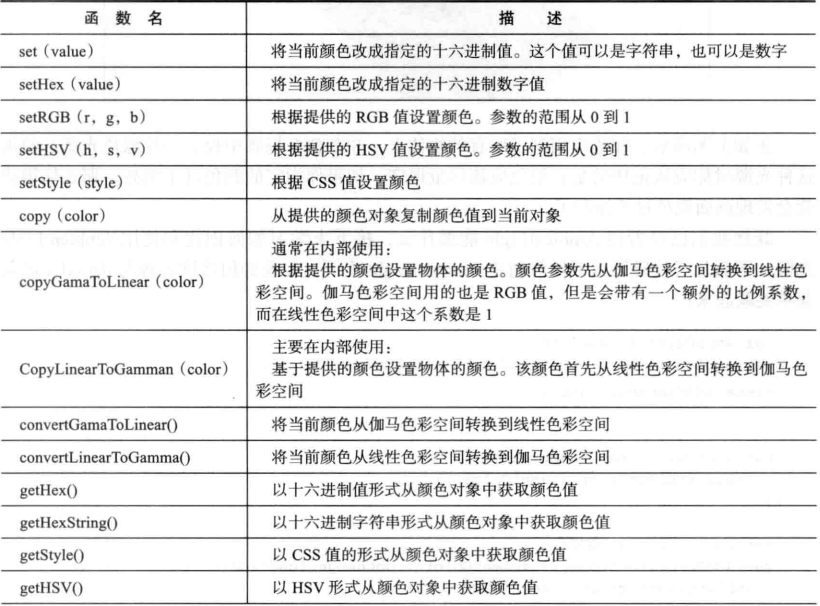 函 数 名 描 述
set（value） 将当前颜色改成指定的十六进制值。这个值可以是字符串，也可以是数字
setHex（value） 将当前颜色改成指定的十六进制数字值
setRGB（r，g，b） 根据提供的 RGB 值设置颜色。参数的范围从 0 到 1
setHSV（h，s，v） 根据提供的 HSV 值设置颜色。参数的范围从 0 到 1
setStyle（style） 根据 CSS 值设置颜色
copy（color） 从提供的颜色对象复制颜色值到当前对象
copyGamaToLinear（color） 通常在内部使用：
根据提供的颜色设置物体的颜色。颜色参数先从伽马色彩空间转换到线性色
彩空间。伽马色彩空间用的也是 RGB 值，但是会带有一个额外的比例系数，
而在线性色彩空间中这个系数是 1
CopyLinearToGamman（color） 主要在内部使用：
基于提供的颜色设置物体的颜色。该颜色首先从线性色彩空间转换到伽马色
彩空间
convertGamaToLinear() 将当前颜色从伽马色彩空间转换到线性色彩空间
convertLinearToGamma() 将当前颜色从线性色彩空间转换到伽马色彩空间
getHex() 以十六进制值形式从颜色对象中获取颜色值
getHexString() 以十六进制字符串形式从颜色对象中获取颜色值
getStyle() 以 CSS 值的形式从颜色对象中获取颜色值
getHSV() 以 HSV 形式从颜色对象中获取颜色值